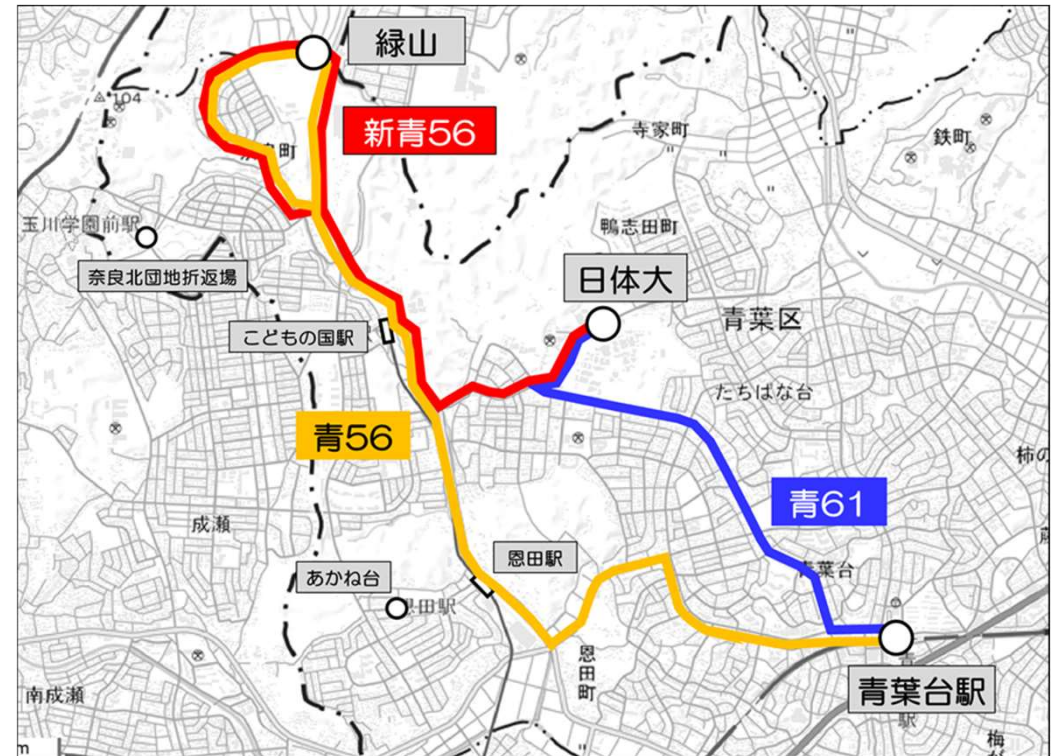 緑山
104
新青56
寺家町
鉄町
玉川学園前駅
鴨志田町
奈良北団地折返場
日体大
青葉区
こどもの国駅
たちばな台
青56
柿の
成瀬
青61
恩田駅
青葉台
あかね台
恩田駅
恩田町
青葉台駅
南成瀬
駅
m